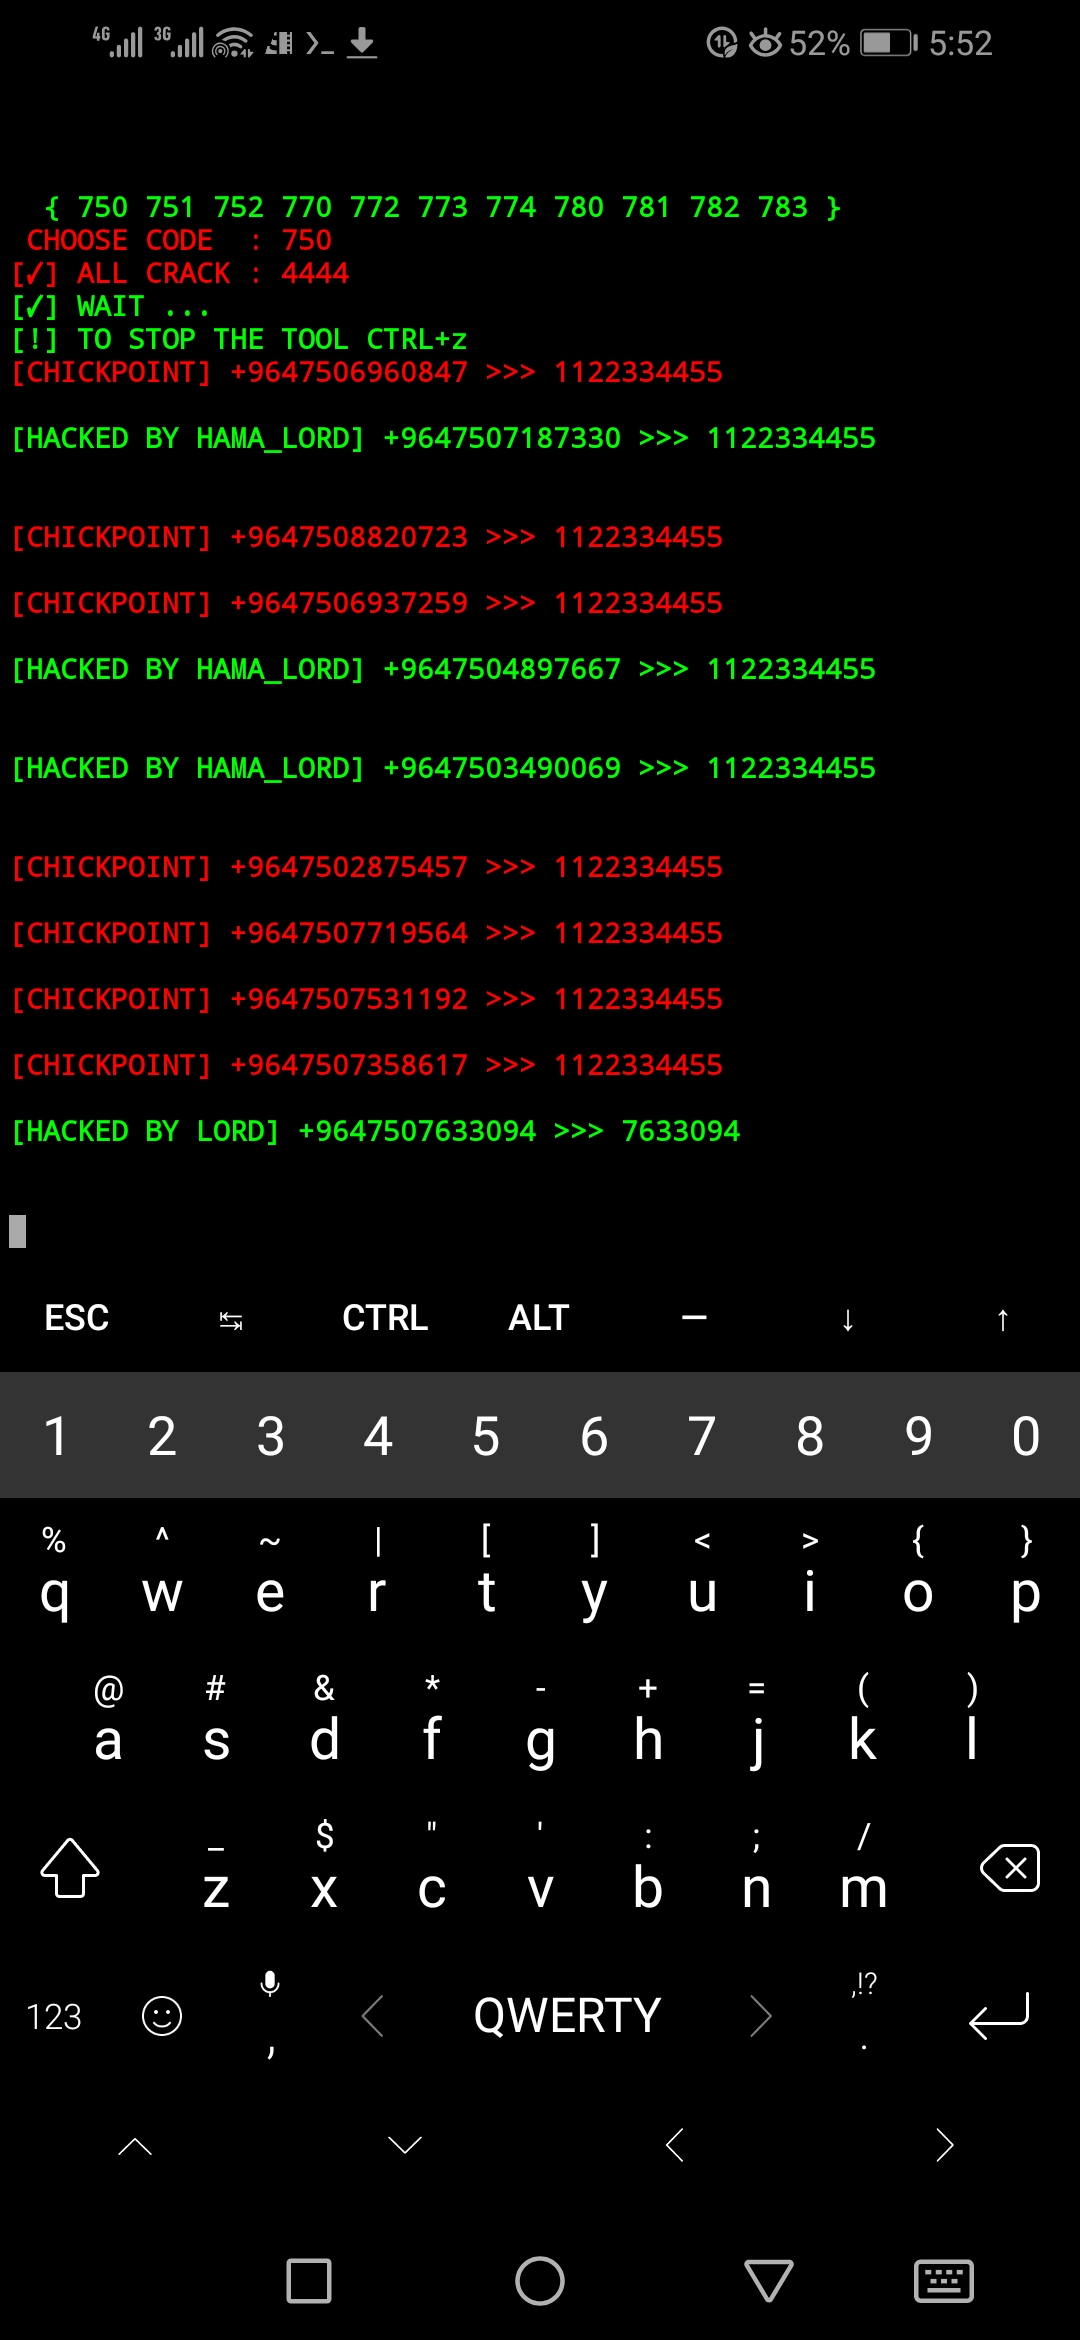 4G 3G 52% 5:52
{ 750 751 752 770 772 773 774 780 781 782 783 }
CHOOSE CODE : 750
[✓] ALL CRACK : 4444
[✓] WAIT ...
[!] TO STOP THE TOOL CTRL+z
[CHICKPOINT] +9647506960847 >>> 1122334455
[HACKED BY HAMA_LORD] +9647507187330 >>> 1122334455
[CHICKPOINT] +9647508820723 >>> 1122334455
[CHICKPOINT] +9647506937259 >>> 1122334455
[HACKED BY HAMA_LORD] +9647504897667 >>> 1122334455
[HACKED BY HAMA_LORD] +9647503490069 >>> 1122334455
[CHICKPOINT] +9647502875457 >>> 1122334455
[CHICKPOINT] +9647507719564 >>> 1122334455
[CHICKPOINT] +9647507531192 >>> 1122334455
[CHICKPOINT] +9647507358617 >>> 1122334455
[HACKED BY LORD] +9647507633094 >>> 7633094
ESC ↹ CTRL ALT — ↓ ↑
1 2 3 4 5 6 7 8 9 0
% ^ ~ | [ ] < > { }
q w e r t y u i o p
@ # & * - + = ( )
a s d f g h j k l
_ $ " ' : ; /
z x c v b n m
,!?
123 , QWERTY .